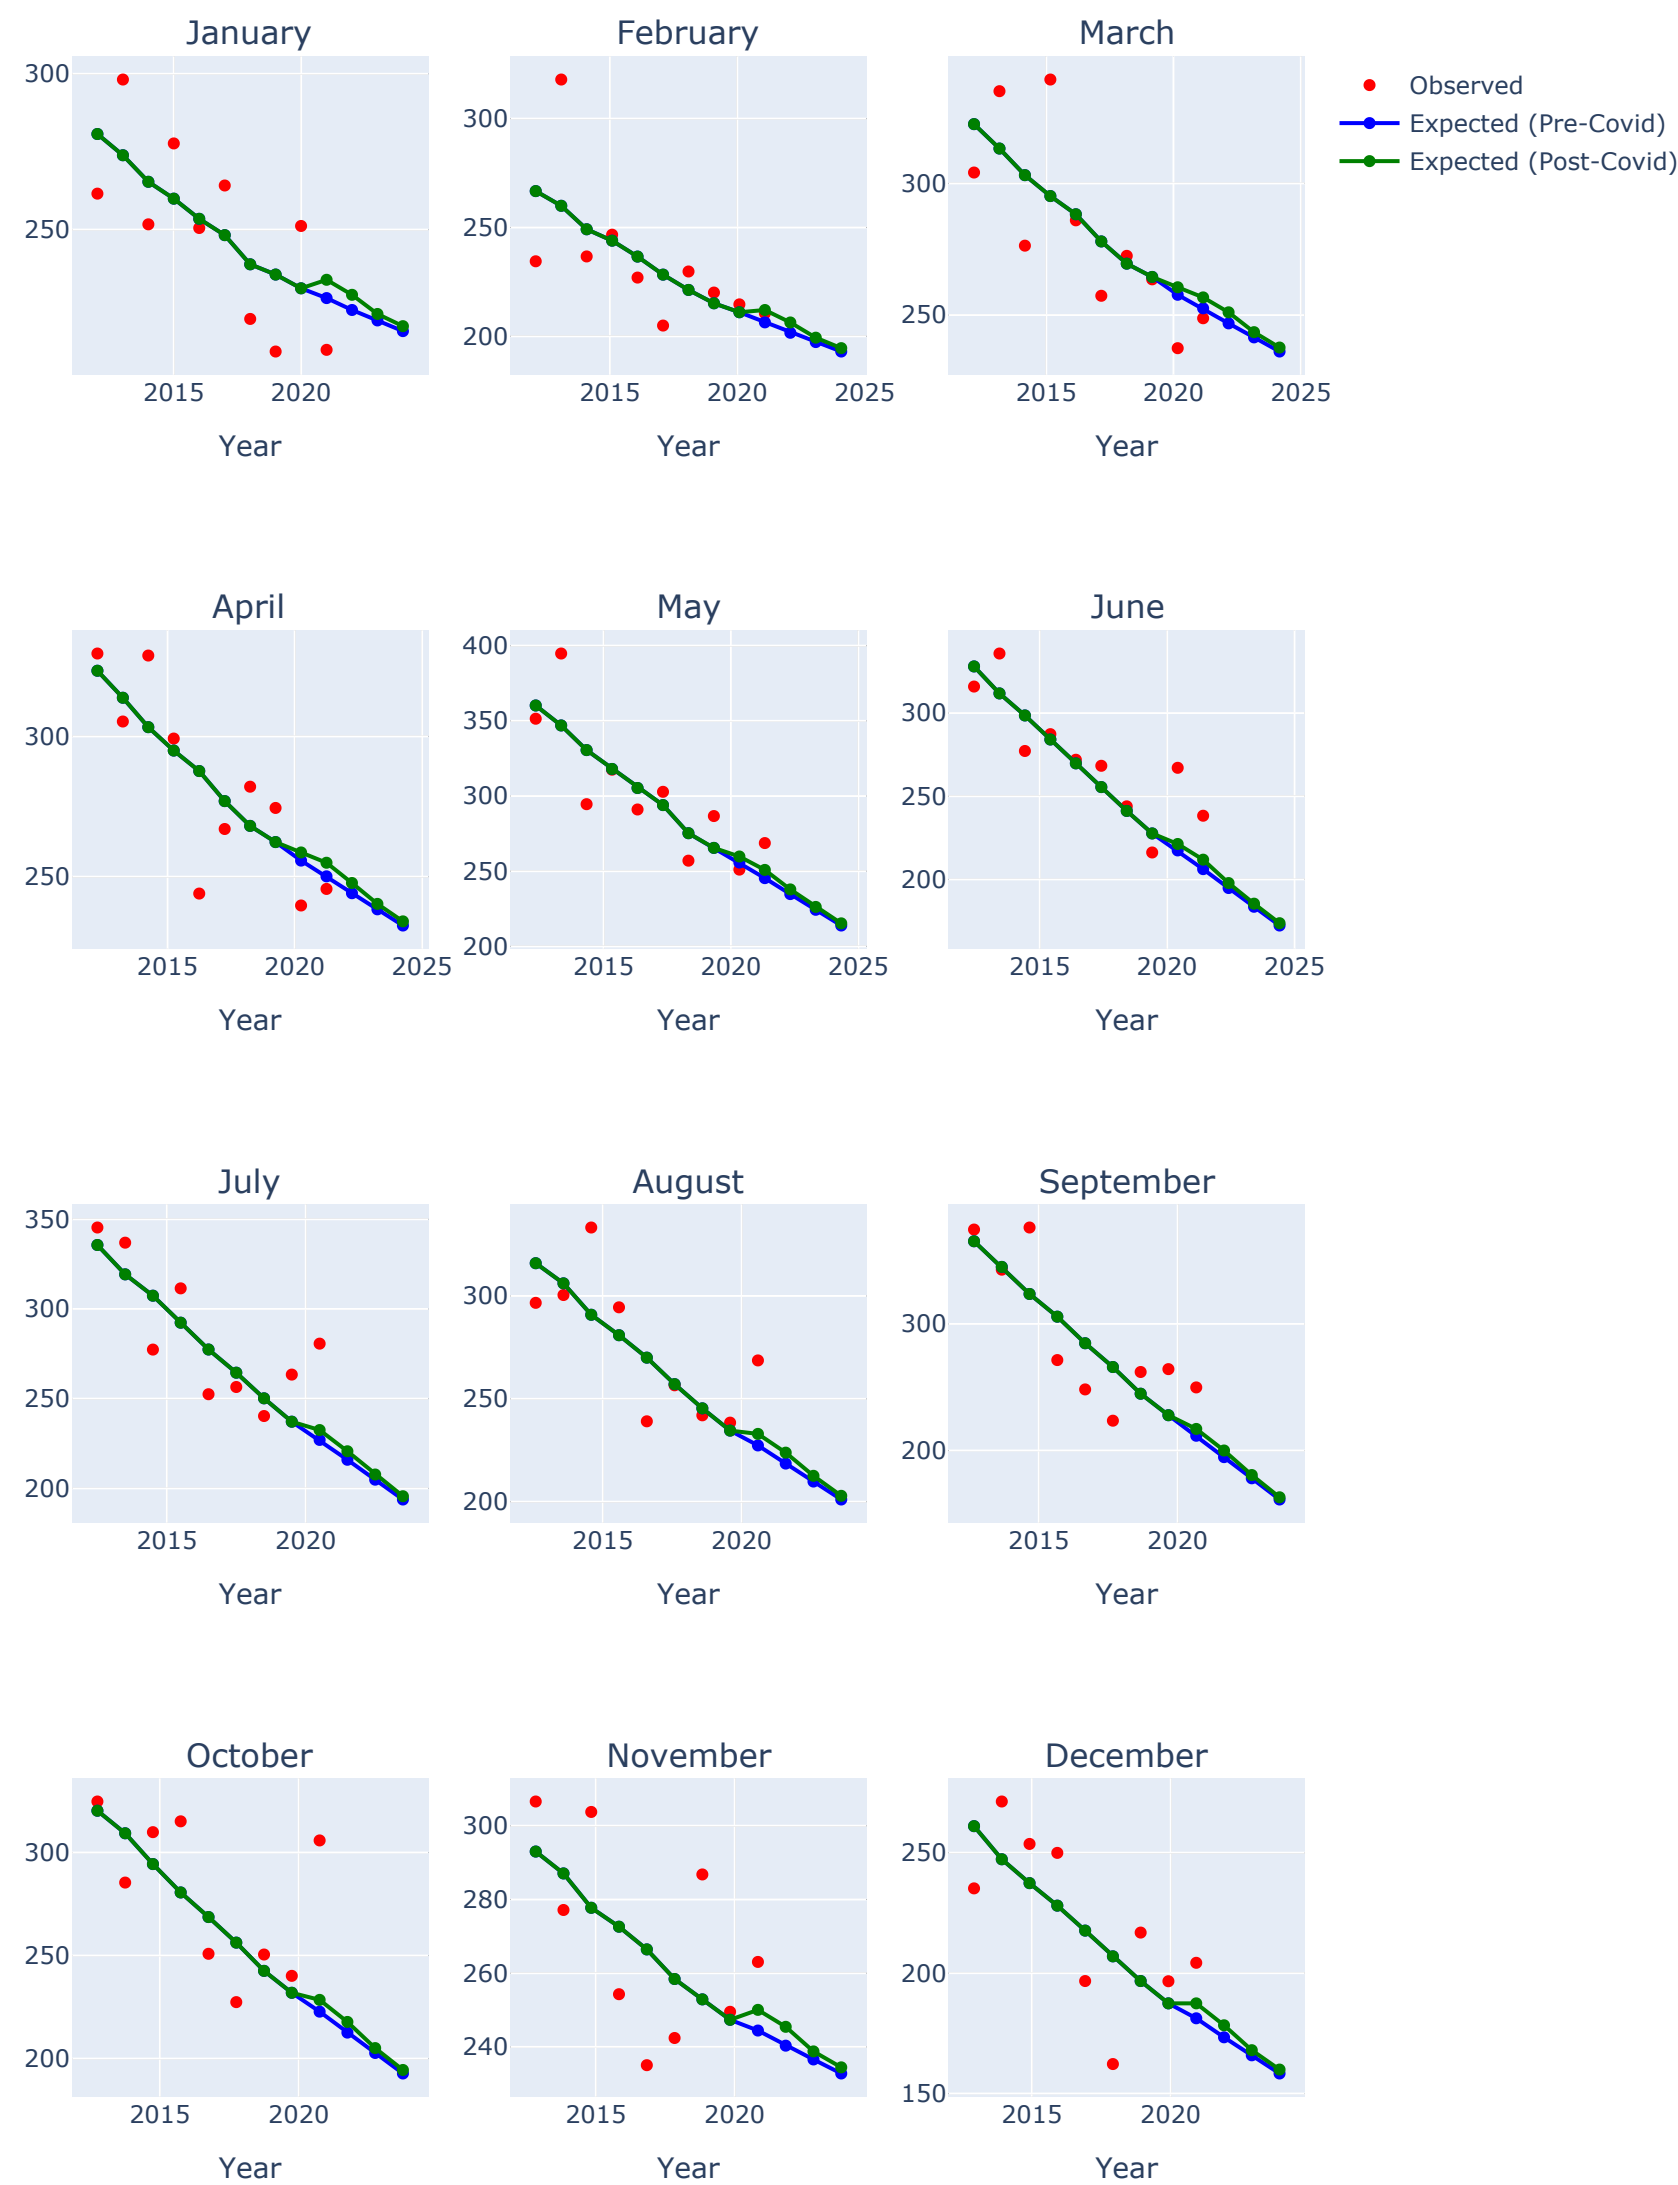 January
February
March
300
250
2015
2020
Year
300
250
200
2015
2020
2025
Year
300
250
2015
2020
2025
Year
Observed
Expected (Pre-Covid)
Expected (Post-Covid)
April
May
June
300
250
2015
2020
2025
Year
400
350
300
250
200
2015
2020
2025
Year
300
250
200
2015
2020
2025
Year
July
August
September
350
300
250
200
2015
2020
Year
300
250
200
2015
2020
Year
300
200
2015
2020
Year
October
November
December
300
250
200
2015
2020
Year
300
280
260
240
2015
2020
Year
250
200
150
2015
2020
Year